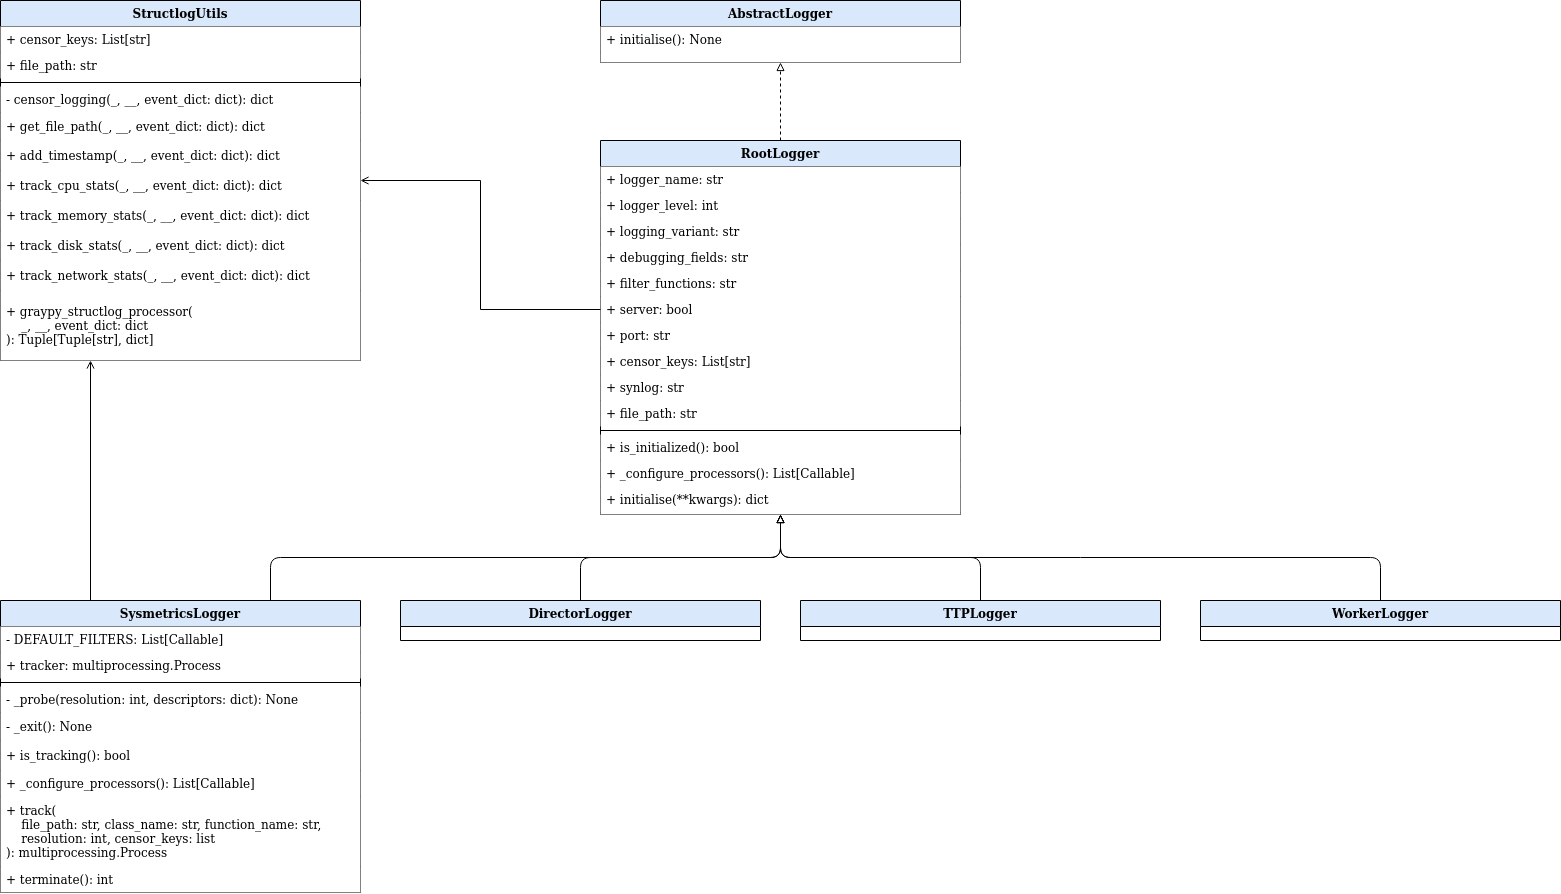 StructlogUtils
+ censor_keys: List[str]
+ file_path: str
- censor_logging(_, __, event_dict: dict): dict
+ get_file_path(_, __, event_dict: dict): dict
+ add_timestamp(_, __, event_dict: dict): dict
+ track_cpu_stats(_, __, event_dict: dict): dict
+ track_memory_stats(_, __, event_dict: dict): dict
+ track_disk_stats(_, __, event_dict: dict): dict
+ track_network_stats(_, __, event_dict: dict): dict
+ graypy_structlog_processor(
_, __, event_dict: dict
): Tuple[Tuple[str], dict]
AbstractLogger
+ initialise(): None
RootLogger
+ logger_name: str
+ logger_level: int
+ logging_variant: str
+ debugging_fields: str
+ filter_functions: str
+ server: bool
+ port: str
+ censor_keys: List[str]
+ synlog: str
+ file_path: str
+ is_initialized(): bool
+ _configure_processors(): List[Callable]
+ initialise(**kwargs): dict
SysmetricsLogger
- DEFAULT_FILTERS: List[Callable]
+ tracker: multiprocessing.Process
- _probe(resolution: int, descriptors: dict): None
- _exit(): None
+ is_tracking(): bool
+ _configure_processors(): List[Callable]
+ track(
file_path: str, class_name: str, function_name: str,
resolution: int, censor_keys: list
): multiprocessing.Process
+ terminate(): int
DirectorLogger
TTPLogger
WorkerLogger